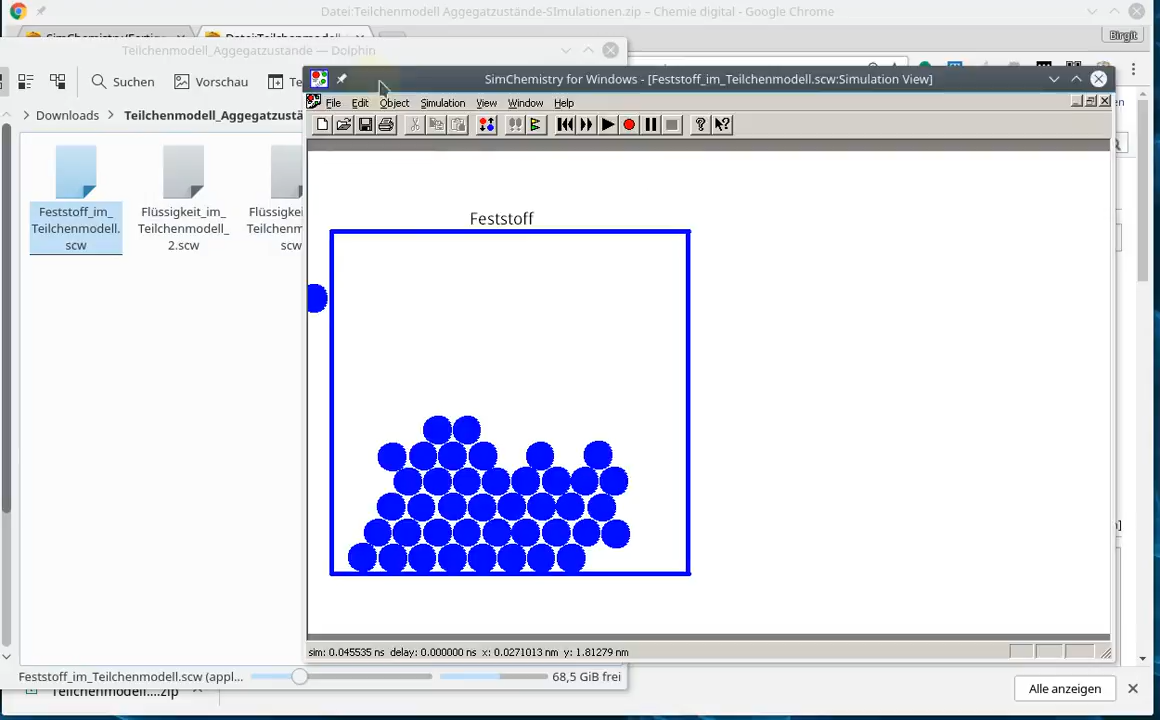 Datei:Teilchenmodell Aggegatzustände-SImulationen.zip – Chemie digital - Google Chrome
Birgit
Teilchenmodell_Aggegatzustände — Dolphin
Suchen
Vorschau
Downloads
Teilchenmodell_Aggegatzustä
Feststoff_im_
Teilchenmodell.
scw
Flüssigkeit_im_
Teilchenmodell_
2.scw
Flüssigkei
Teilchenm
scw
SimChemistry for Windows - [Feststoff_im_Teilchenmodell.scw:Simulation View]
File Edit Object Simulation View Window Help
Feststoff
sim: 0.045535 ns delay: 0.000000 ns x: 0.0271013 nm y: 1.81279 nm
Feststoff_im_Teilchenmodell.scw (appl...
68,5 GiB frei
Teilchenmodell....zip
Alle anzeigen